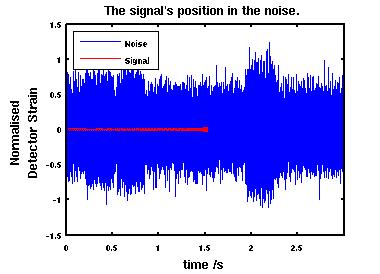 The signal's position in the noise.
Normalised
Detector Strain
1.5
1
0.5
0
-0.5
-1
-1.5
Noise
Signal
0 0.5 1 1.5 2 2.5
time /s